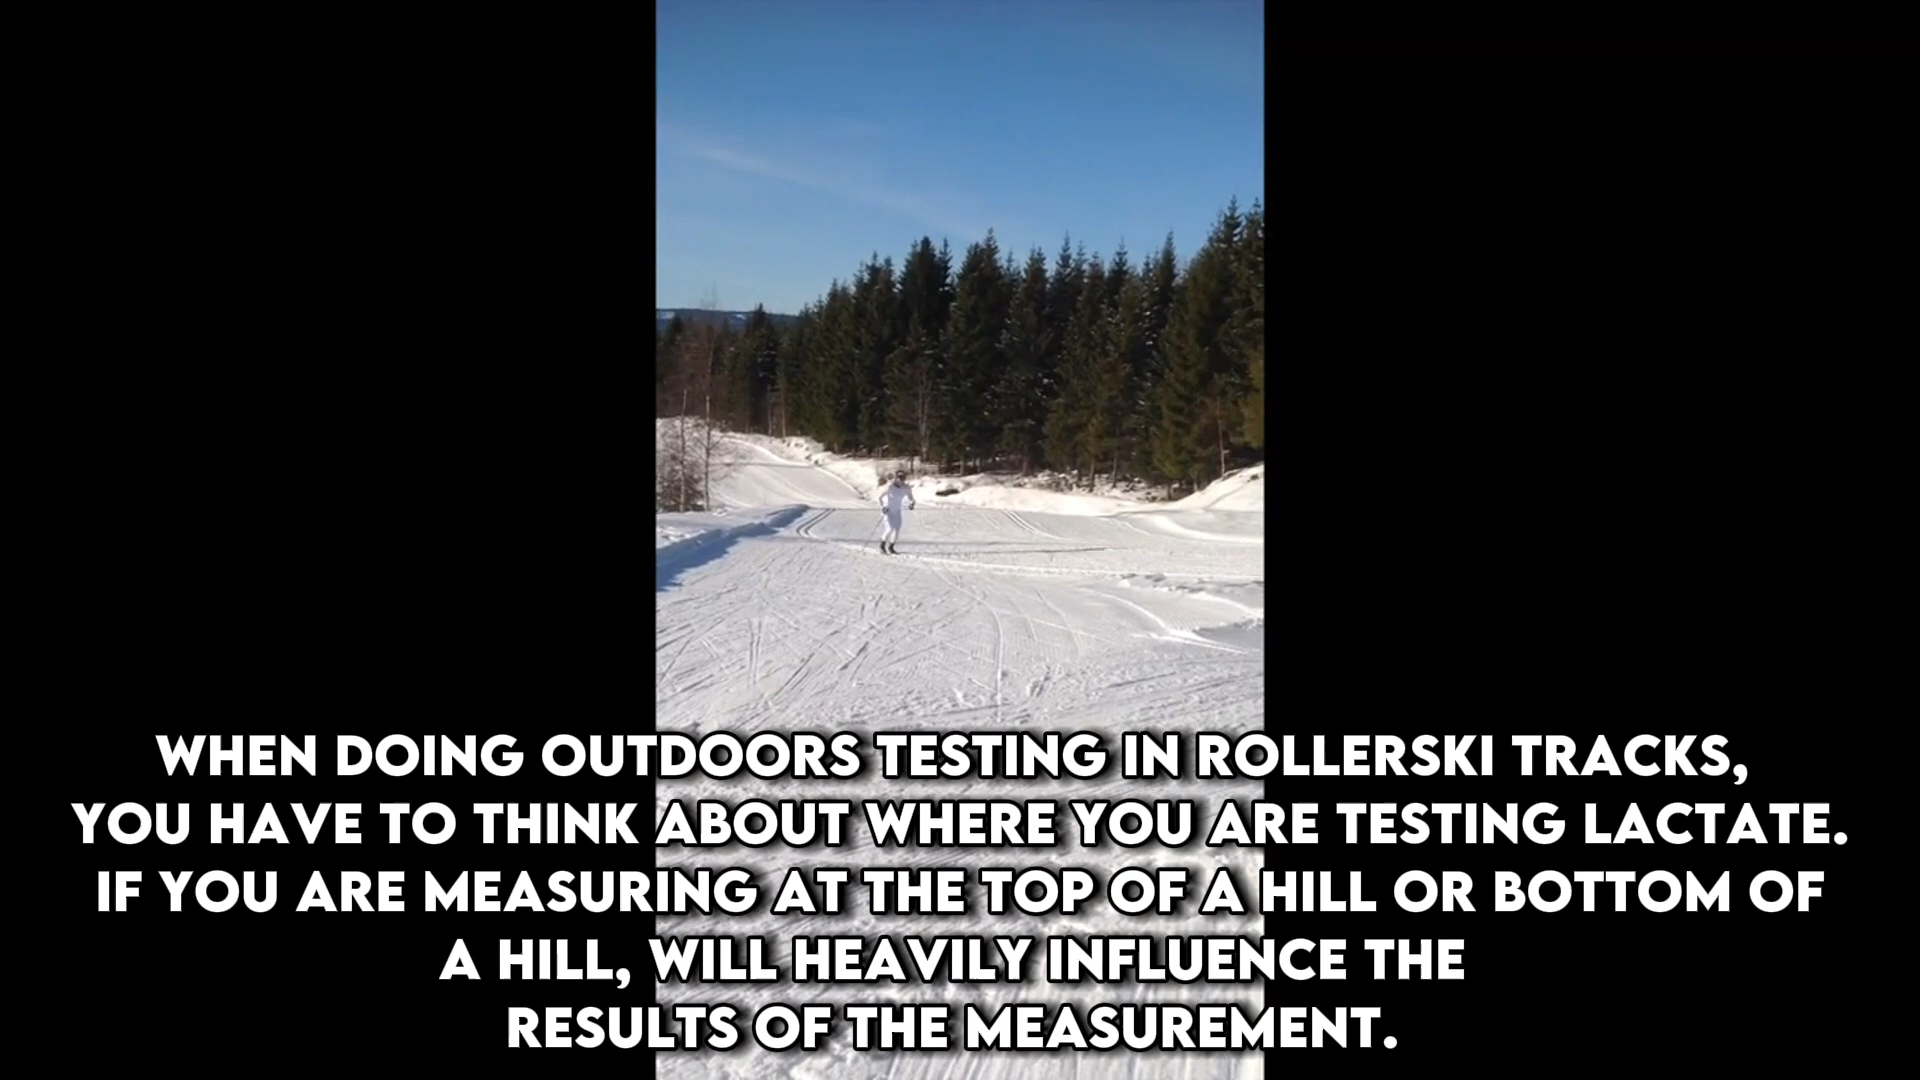 WHEN DOING OUTDOORS TESTING IN ROLLERSKI TRACKS,
YOU HAVE TO THINK ABOUT WHERE YOU ARE TESTING LACTATE.
IF YOU ARE MEASURING AT THE TOP OF A HILL OR BOTTOM OF
A HILL, WILL HEAVILY INFLUENCE THE
RESULTS OF THE MEASUREMENT.